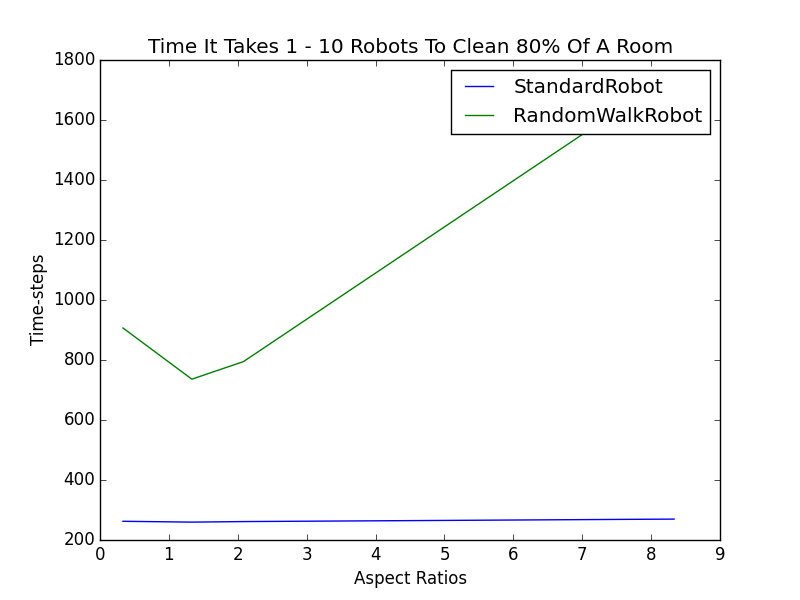 Time It Takes 1 - 10 Robots To Clean 80% Of A Room
StandardRobot
RandomWalkRobot
1800
1600
1400
1200
1000
800
600
400
200
Time-steps
0 1 2 3 4 5 6 7 8 9
Aspect Ratios